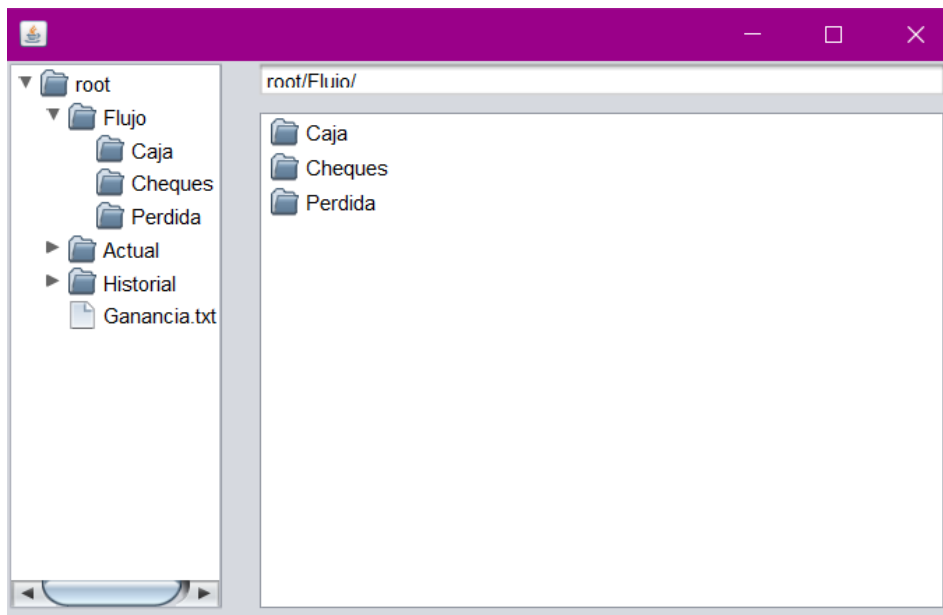 root
Flujo
Caja
Cheques
Perdida
Actual
Historial
Ganancia.txt
root/Flujo/
Caja
Cheques
Perdida